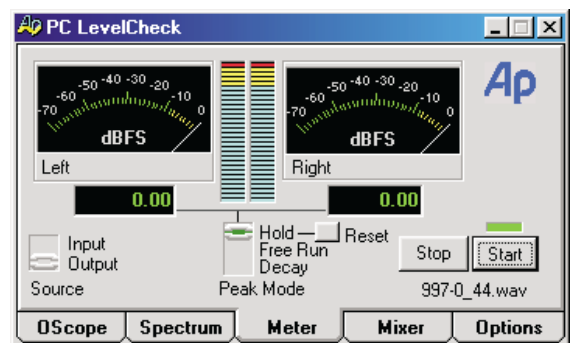 Ap PC LevelCheck
-70 -60 -50 -40 -30 -20 -10 0
dBFS
Left
-70 -60 -50 -40 -30 -20 -10 0
dBFS
Right
Ap
0.00
0.00
Input
Output
Source
Hold
Free Run
Decay
Peak Mode
Reset
Stop
Start
997-0_44.wav
OScope
Spectrum
Meter
Mixer
Options